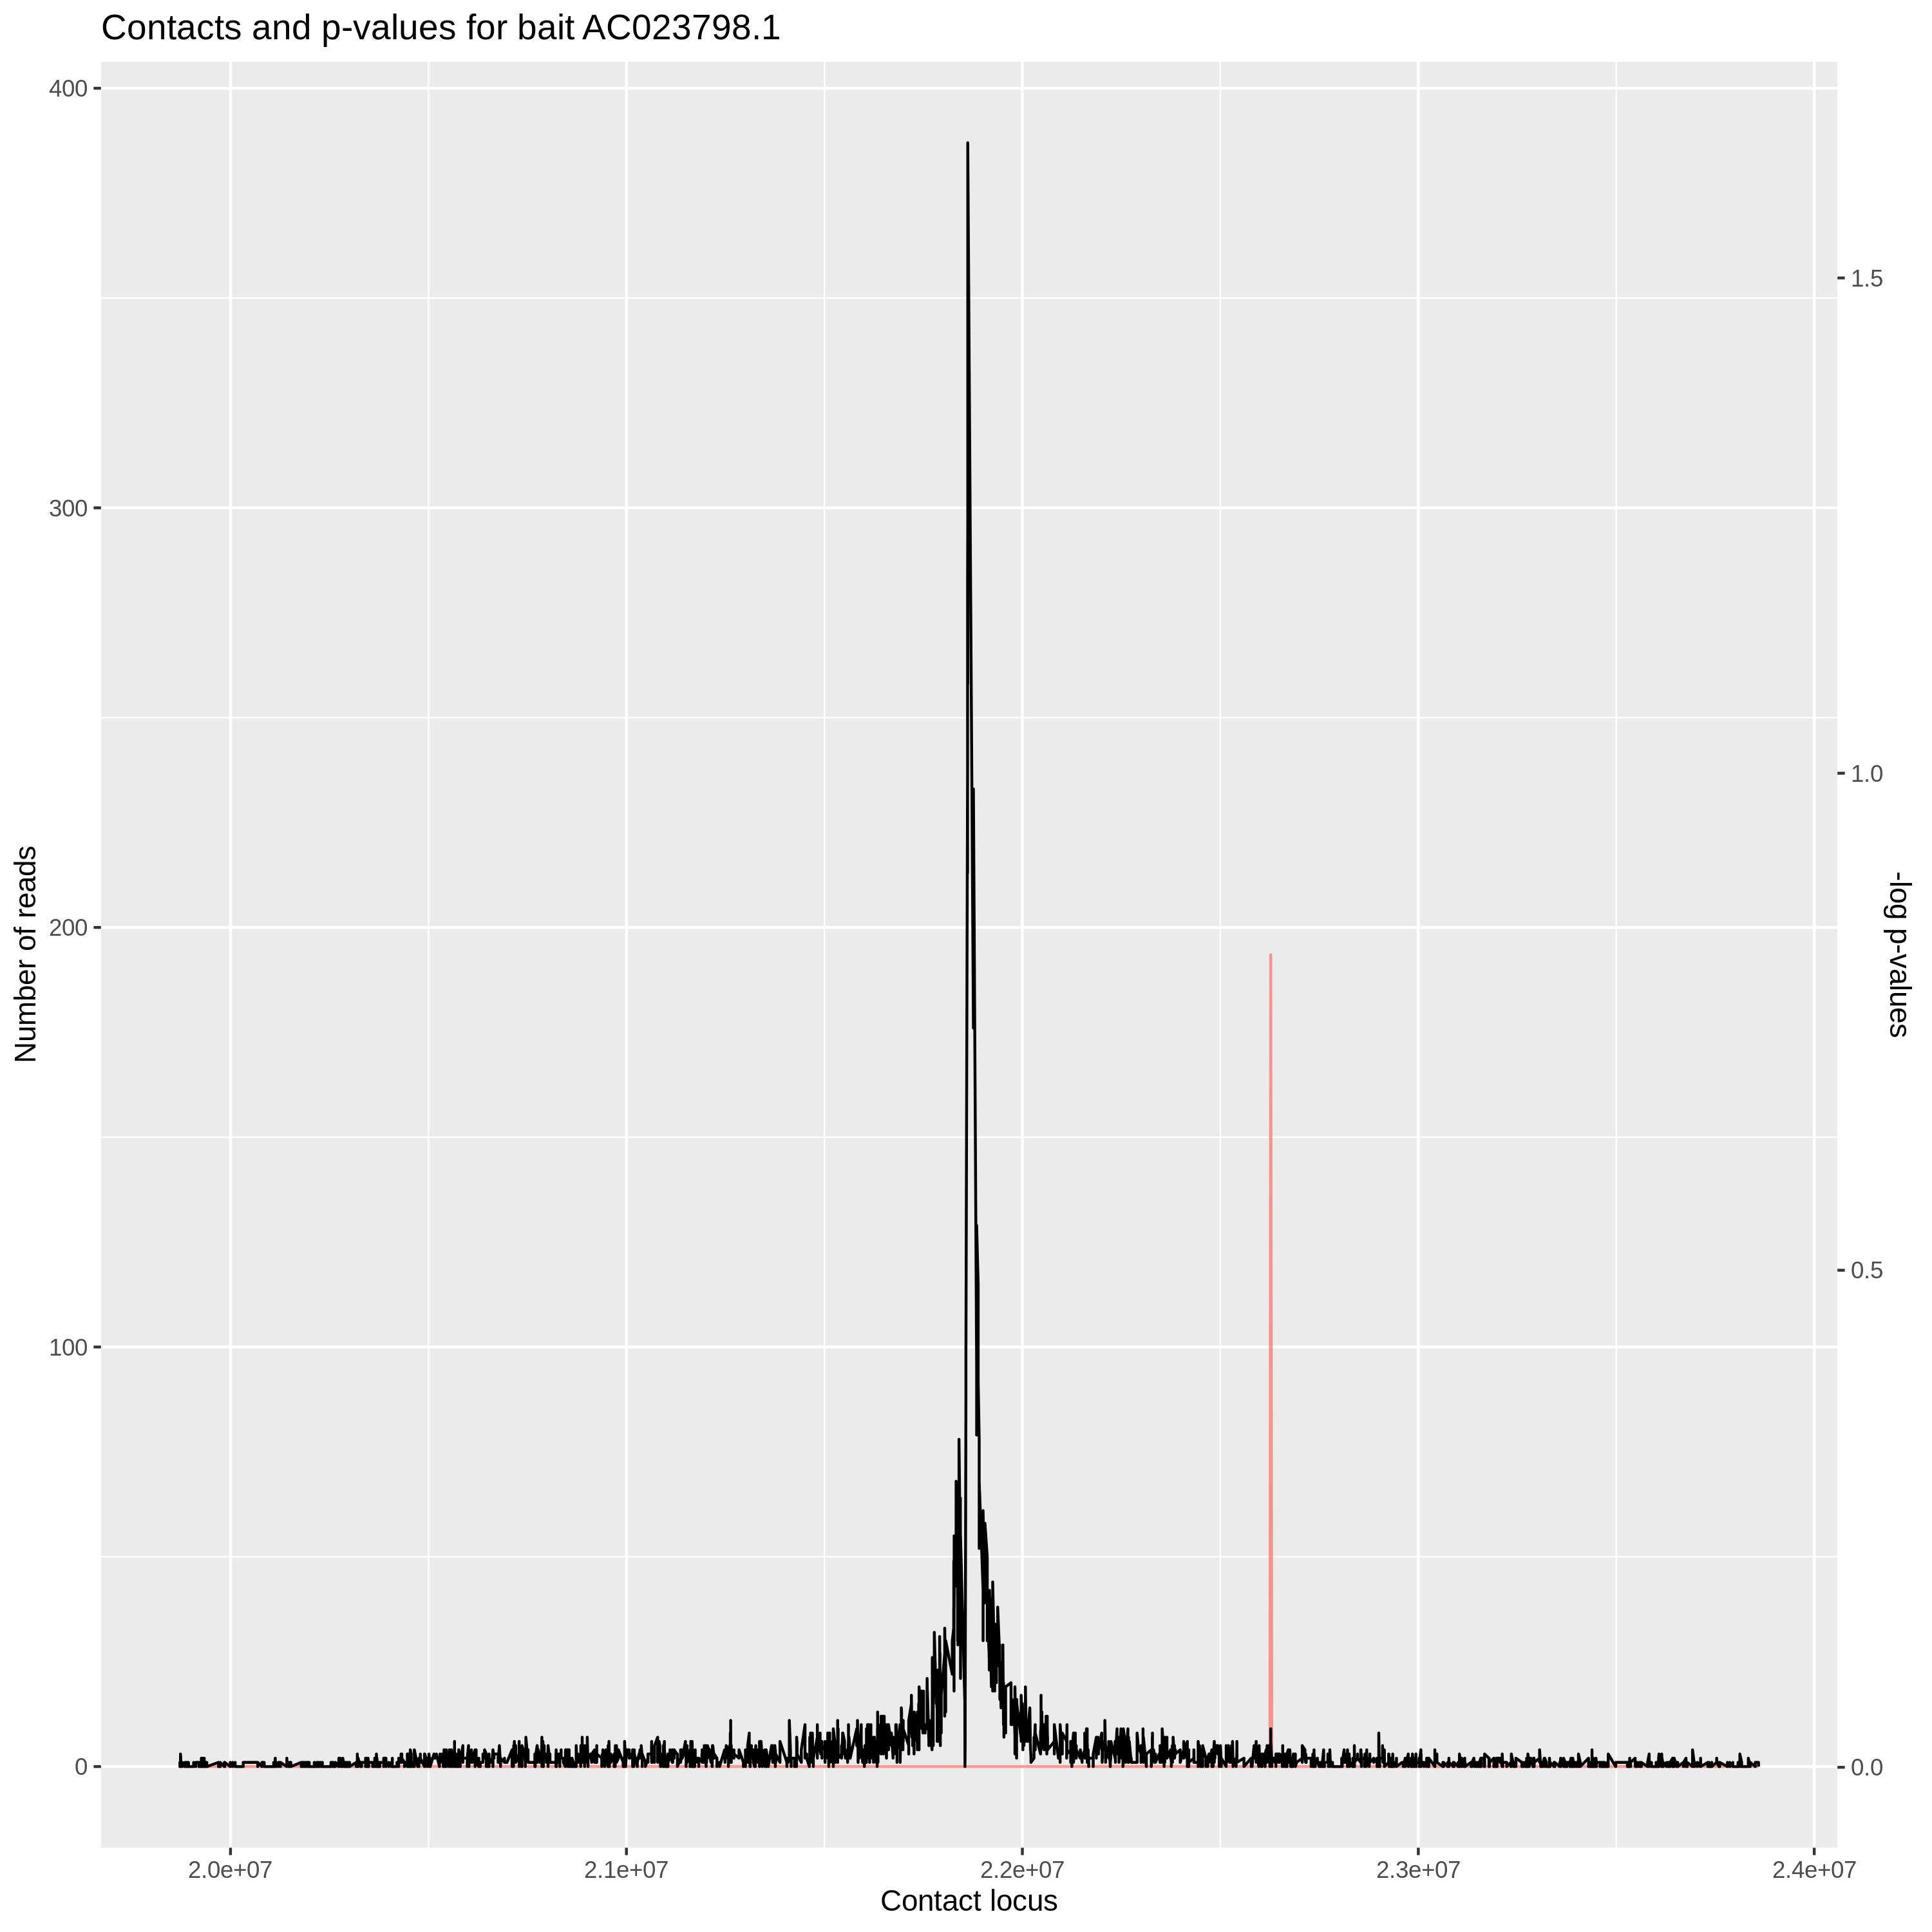 Contacts and p-values for bait AC023798.1
400
300
200
100
0
Number of reads
1.5
1.0
0.5
0.0
-log p-values
2.0e+07
2.1e+07
2.2e+07
2.3e+07
2.4e+07
Contact locus